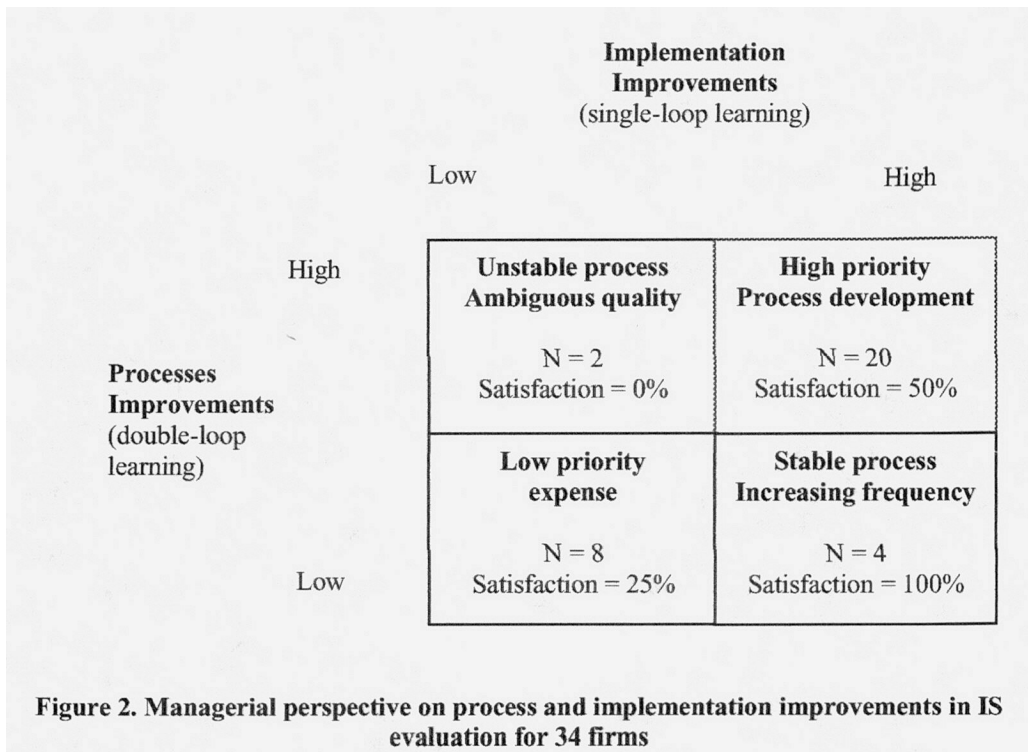 Implementation
Improvements
(single-loop learning)
Low
High
High
Unstable process
Ambiguous quality
N = 2
Satisfaction = 0%
High priority
Process development
N = 20
Satisfaction = 50%
Processes
Improvements
(double-loop
learning)
Low
Low priority
expense
N = 8
Satisfaction = 25%
Stable process
Increasing frequency
N = 4
Satisfaction = 100%
Figure 2. Managerial perspective on process and implementation improvements in IS
evaluation for 34 firms